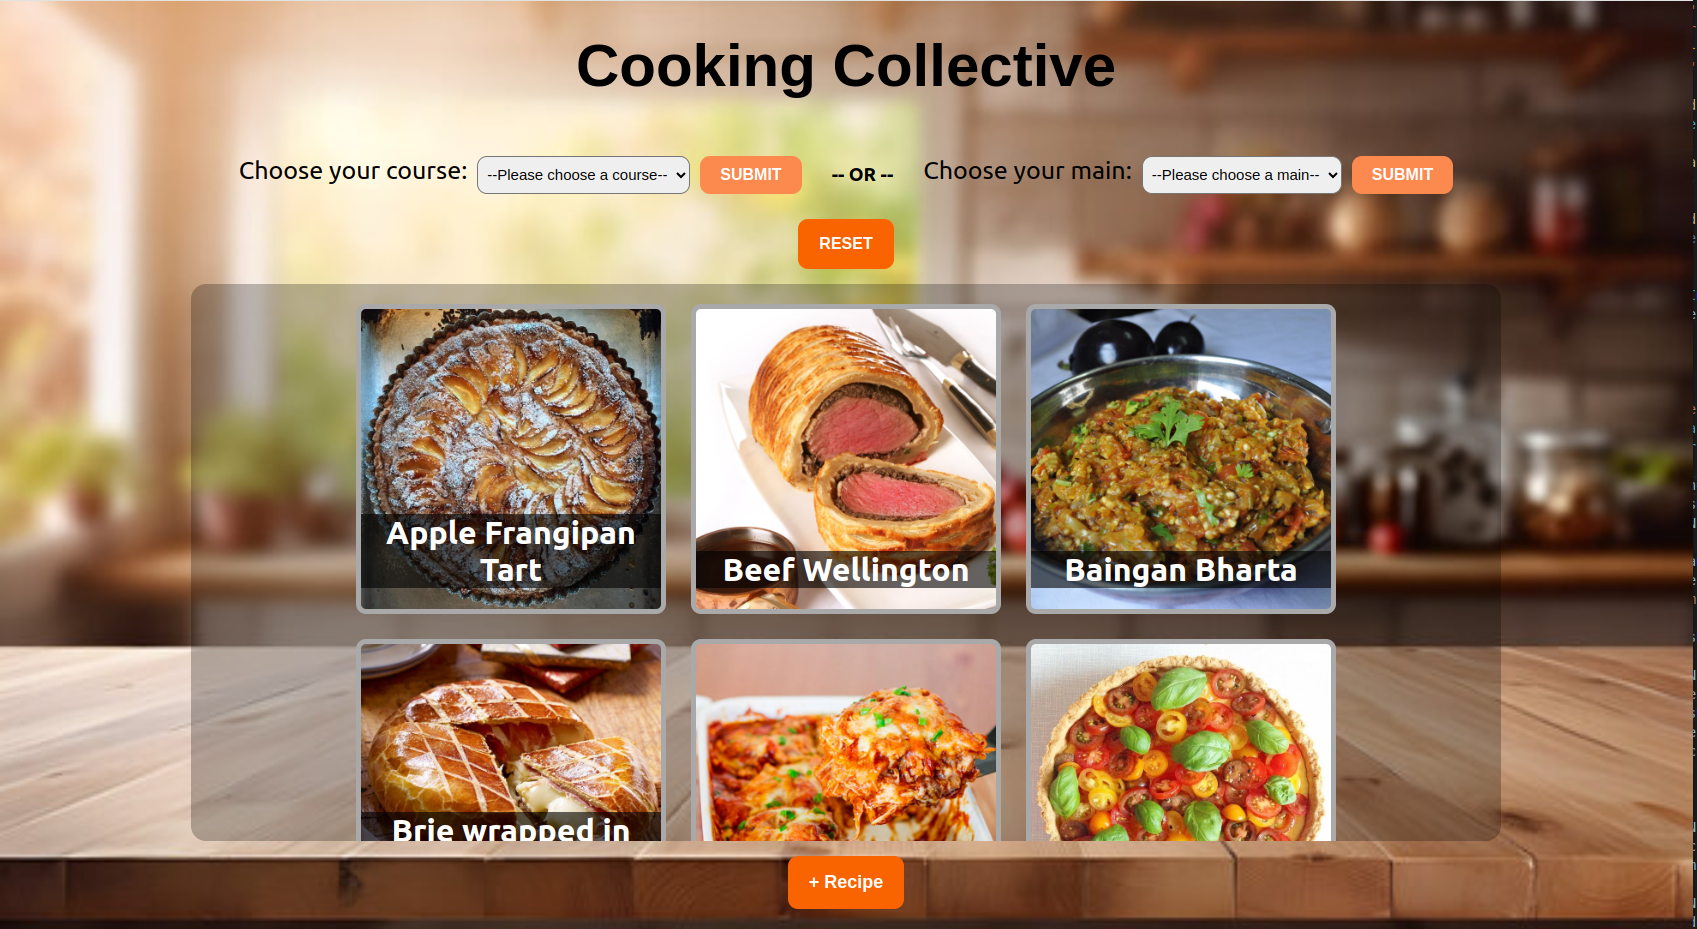 Cooking Collective
Choose your course: --Please choose a course-- SUBMIT -- OR -- Choose your main: --Please choose a main-- SUBMIT
RESET
Apple Frangipan
Tart
Beef Wellington
Baingan Bharta
Brie wrapped in
+ Recipe